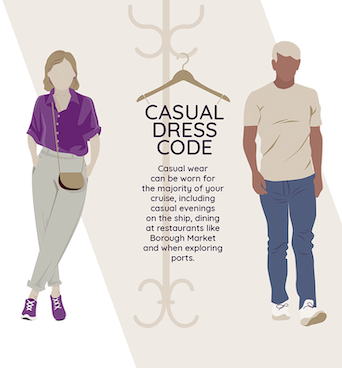 CASUAL
DRESS
CODE
Casual wear
can be worn for
the majority of your
cruise, including
casual evenings
on the ship, dining
at restaurants like
Borough Market
and when exploring
ports.